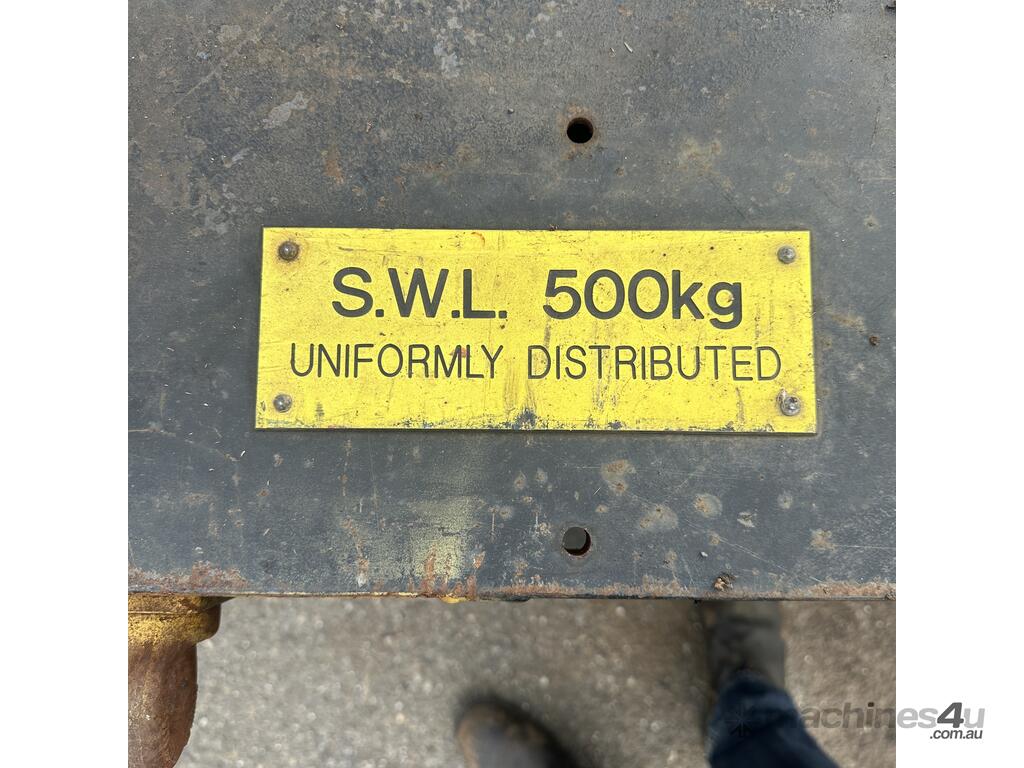 S.W.L. 500kg
UNIFORMLY DISTRIBUTED
machines4u
.com.au